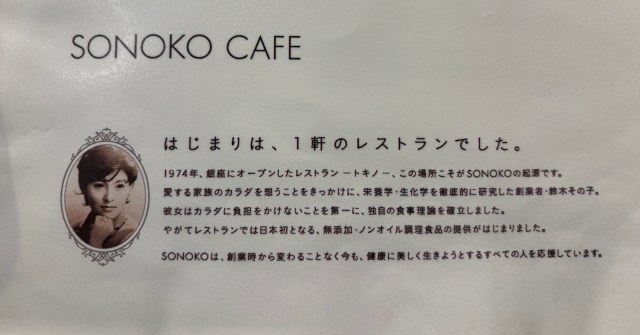 SONOKO CAFE
はじまりは、1軒のレストランでした。
1974年、銀座にオープンしたレストラン ートキノー、この場所こそがSONOKOの起源です。
愛する家族のカラダを想うことをきっかけに、栄養学・生化学を徹底的に研究した創業者・鈴木その子。
彼女はカラダに負担をかけないことを第一に、独自の食事理論を確立しました。
やがてレストランでは日本初となる、無添加・ノンオイル調理食品の提供がはじまりました。
SONOKOは、創業時から変わることなく今も、健康に美しく生きようとするすべての人を応援しています。